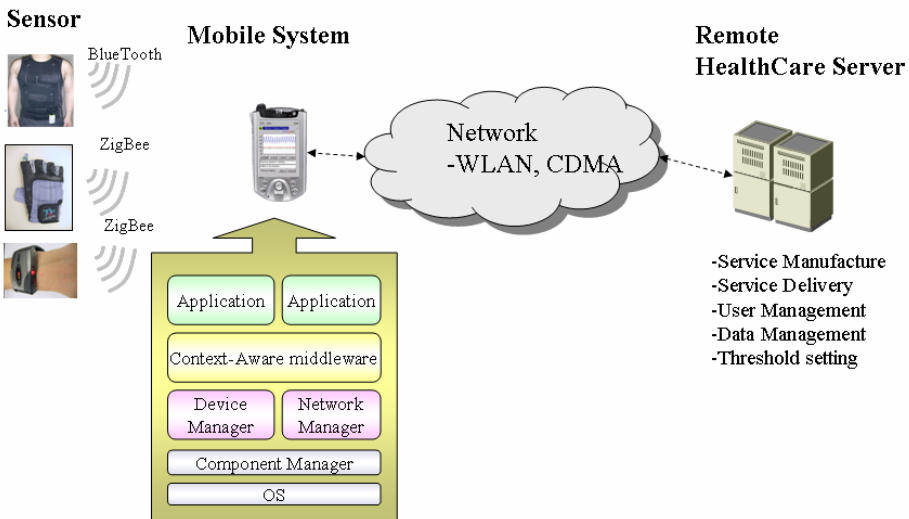 Sensor
Mobile System
Remote
HealthCare Server
BlueTooth
ZigBee
ZigBee
Network
-WLAN, CDMA
Application
Application
Context-Aware middleware
Device
Manager
Network
Manager
Component Manager
OS
-Service Manufacture
-Service Delivery
-User Management
-Data Management
-Threshold setting